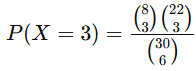 P(X = 3) = \frac{\binom{8}{3}\binom{22}{3}}{\binom{30}{6}}